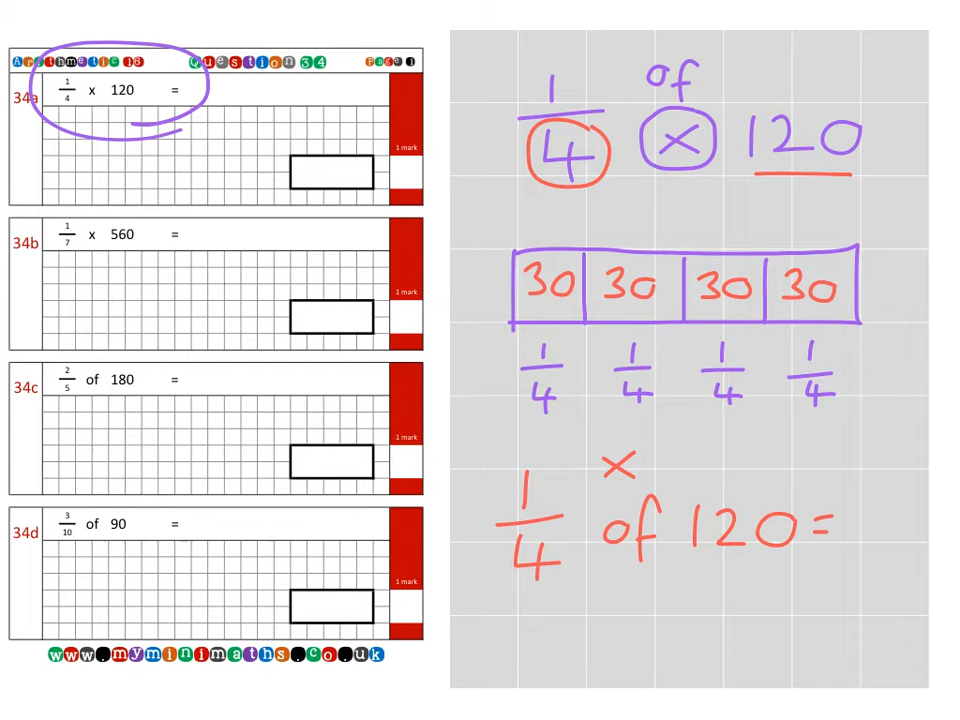 Arithmetic 18 Question 34 Page 1
34a 1/4 x 120 =
1 mark
34b 1/7 x 560 =
1 mark
34c 2/5 of 180 =
1 mark
34d 3/10 of 90 =
1 mark
www.myminimaths.co.uk
of
1/4 x 120
30 30 30 30
1/4 1/4 1/4 1/4
x
1/4 of 120 =